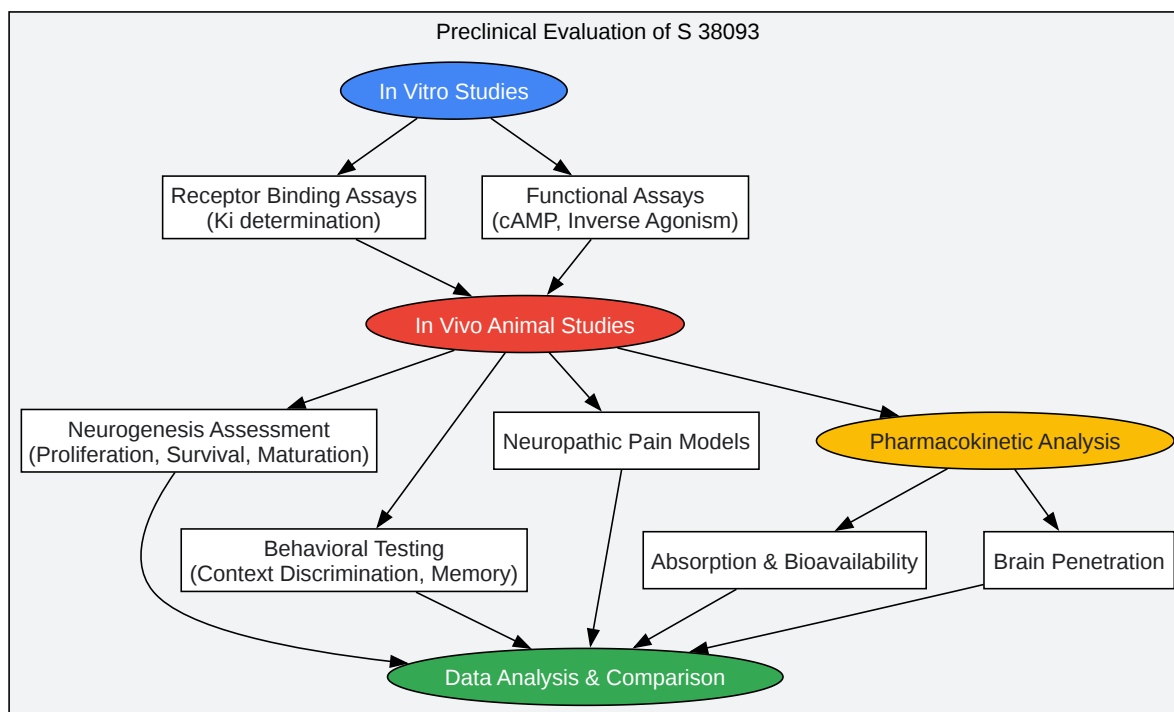 Preclinical Evaluation of S 38093
In Vitro Studies
Receptor Binding Assays
(Ki determination)
Functional Assays
(cAMP, Inverse Agonism)
In Vivo Animal Studies
Neurogenesis Assessment
(Proliferation, Survival, Maturation)
Neuropathic Pain Models
Pharmacokinetic Analysis
Behavioral Testing
(Context Discrimination, Memory)
Absorption & Bioavailability
Brain Penetration
Data Analysis & Comparison